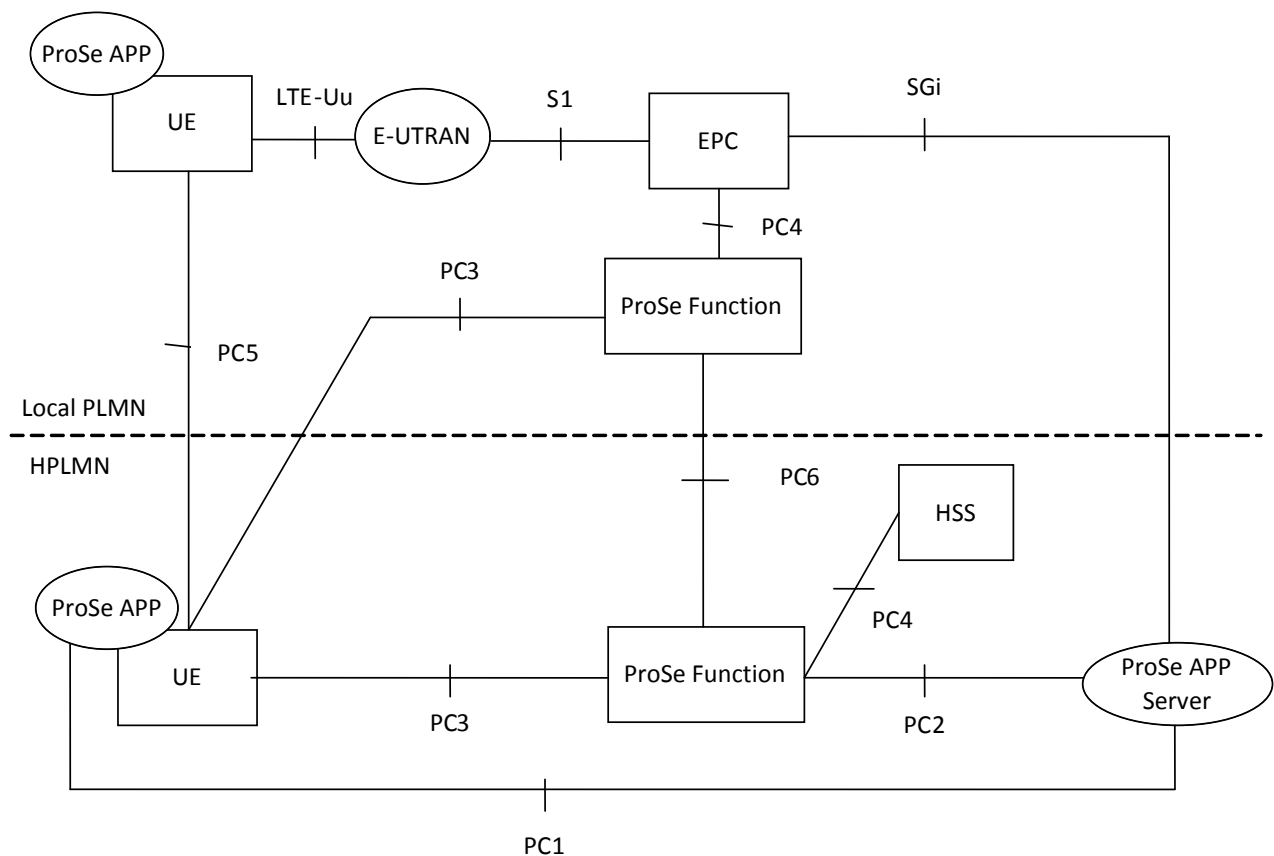 ProSe APP
UE
LTE-Uu
E-UTRAN
S1
EPC
SGi
PC4
PC3
ProSe Function
PC5
Local PLMN
HPLMN
PC6
HSS
ProSe APP
PC4
UE
ProSe Function
ProSe APP
Server
PC3
PC2
PC1